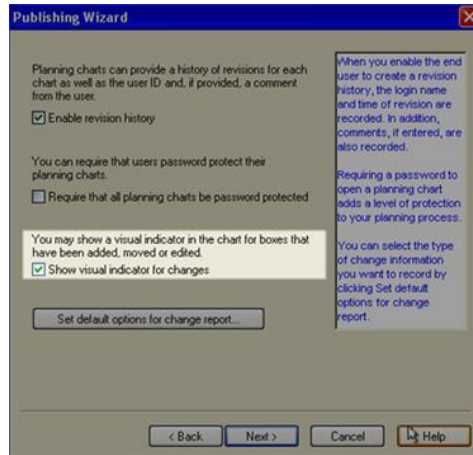 Publishing Wizard
Planning charts can provide a history of revisions for each
chart as well as the user ID and, if provided, a comment
from the user.
Enable revision history
You can require that users password protect their
planning charts.
Require that all planning charts be password protected
You may show a visual indicator in the chart for boxes that
have been added, moved or edited.
Show visual indicator for changes
Set default options for change report...
When you enable the end
user to create a revision
history, the login name
and time of revision are
recorded. In addition,
comments, if entered, are
also recorded.
Requiring a password to
open a planning chart
adds a level of protection
to your planning process.
You can select the type
of change information
you want to record by
clicking Set default
options for change
report.
< Back
Next >
Cancel
Help